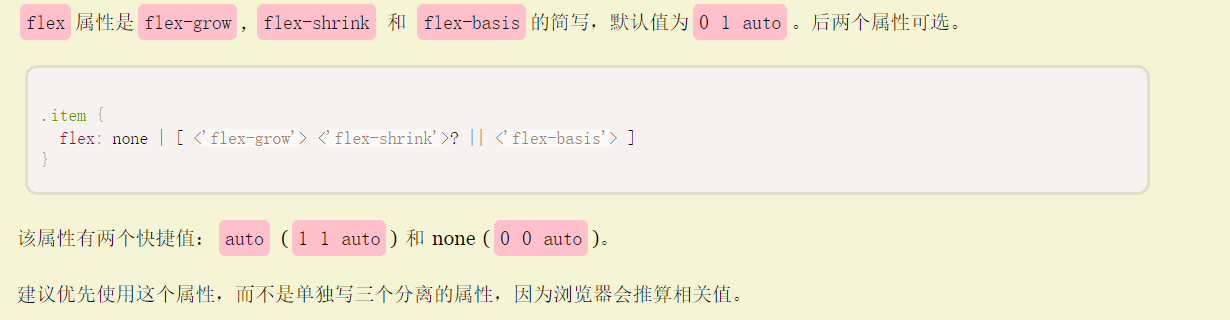 flex 属性是 flex-grow, flex-shrink 和 flex-basis 的简写，默认值为 0 1 auto。后两个属性可选。
.item {
  flex: none | [ <'flex-grow'> <'flex-shrink'>? || <'flex-basis'> ]
}
该属性有两个快捷值：auto (1 1 auto) 和 none (0 0 auto)。
建议优先使用这个属性，而不是单独写三个分离的属性，因为浏览器会推算相关值。